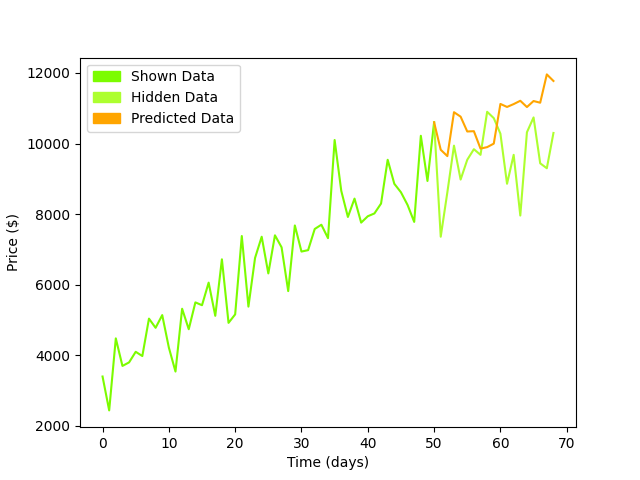 12000
10000
8000
6000
4000
2000
Price ($)
Shown Data
Hidden Data
Predicted Data
0 10 20 30 40 50 60 70
Time (days)